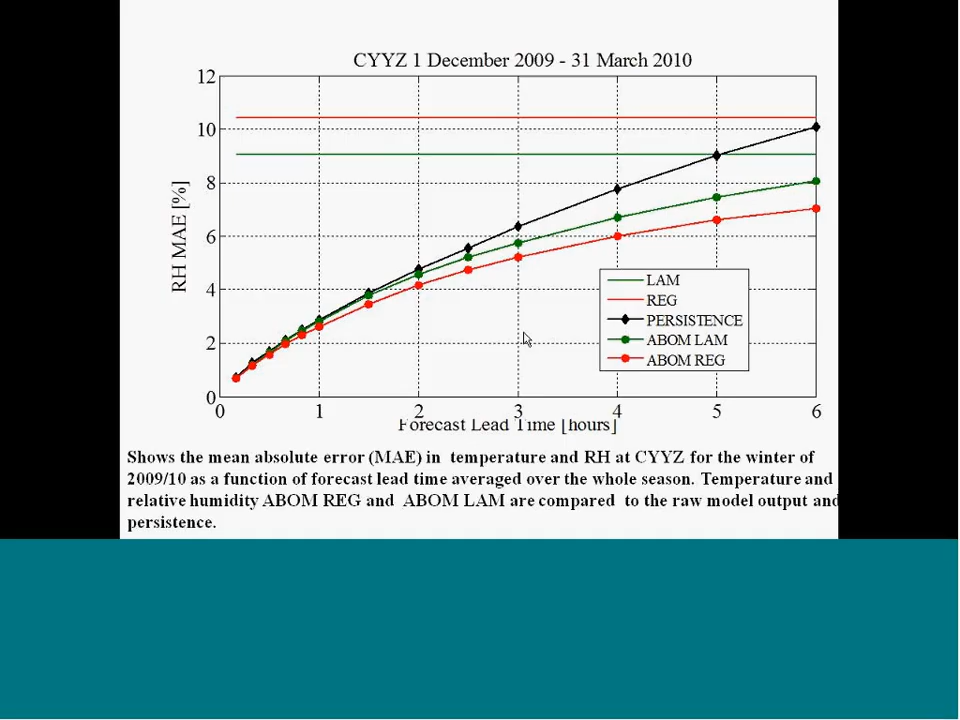 CYYZ 1 December 2009 - 31 March 2010
12
10
8
6
4
2
0
RH MAE [%]
LAM
REG
PERSISTENCE
ABOM LAM
ABOM REG
0 1 2 3 4 5 6
Forecast Lead Time [hours]
Shows the mean absolute error (MAE) in temperature and RH at CYYZ for the winter of
2009/10 as a function of forecast lead time averaged over the whole season. Temperature and
relative humidity ABOM REG and ABOM LAM are compared to the raw model output and
persistence.